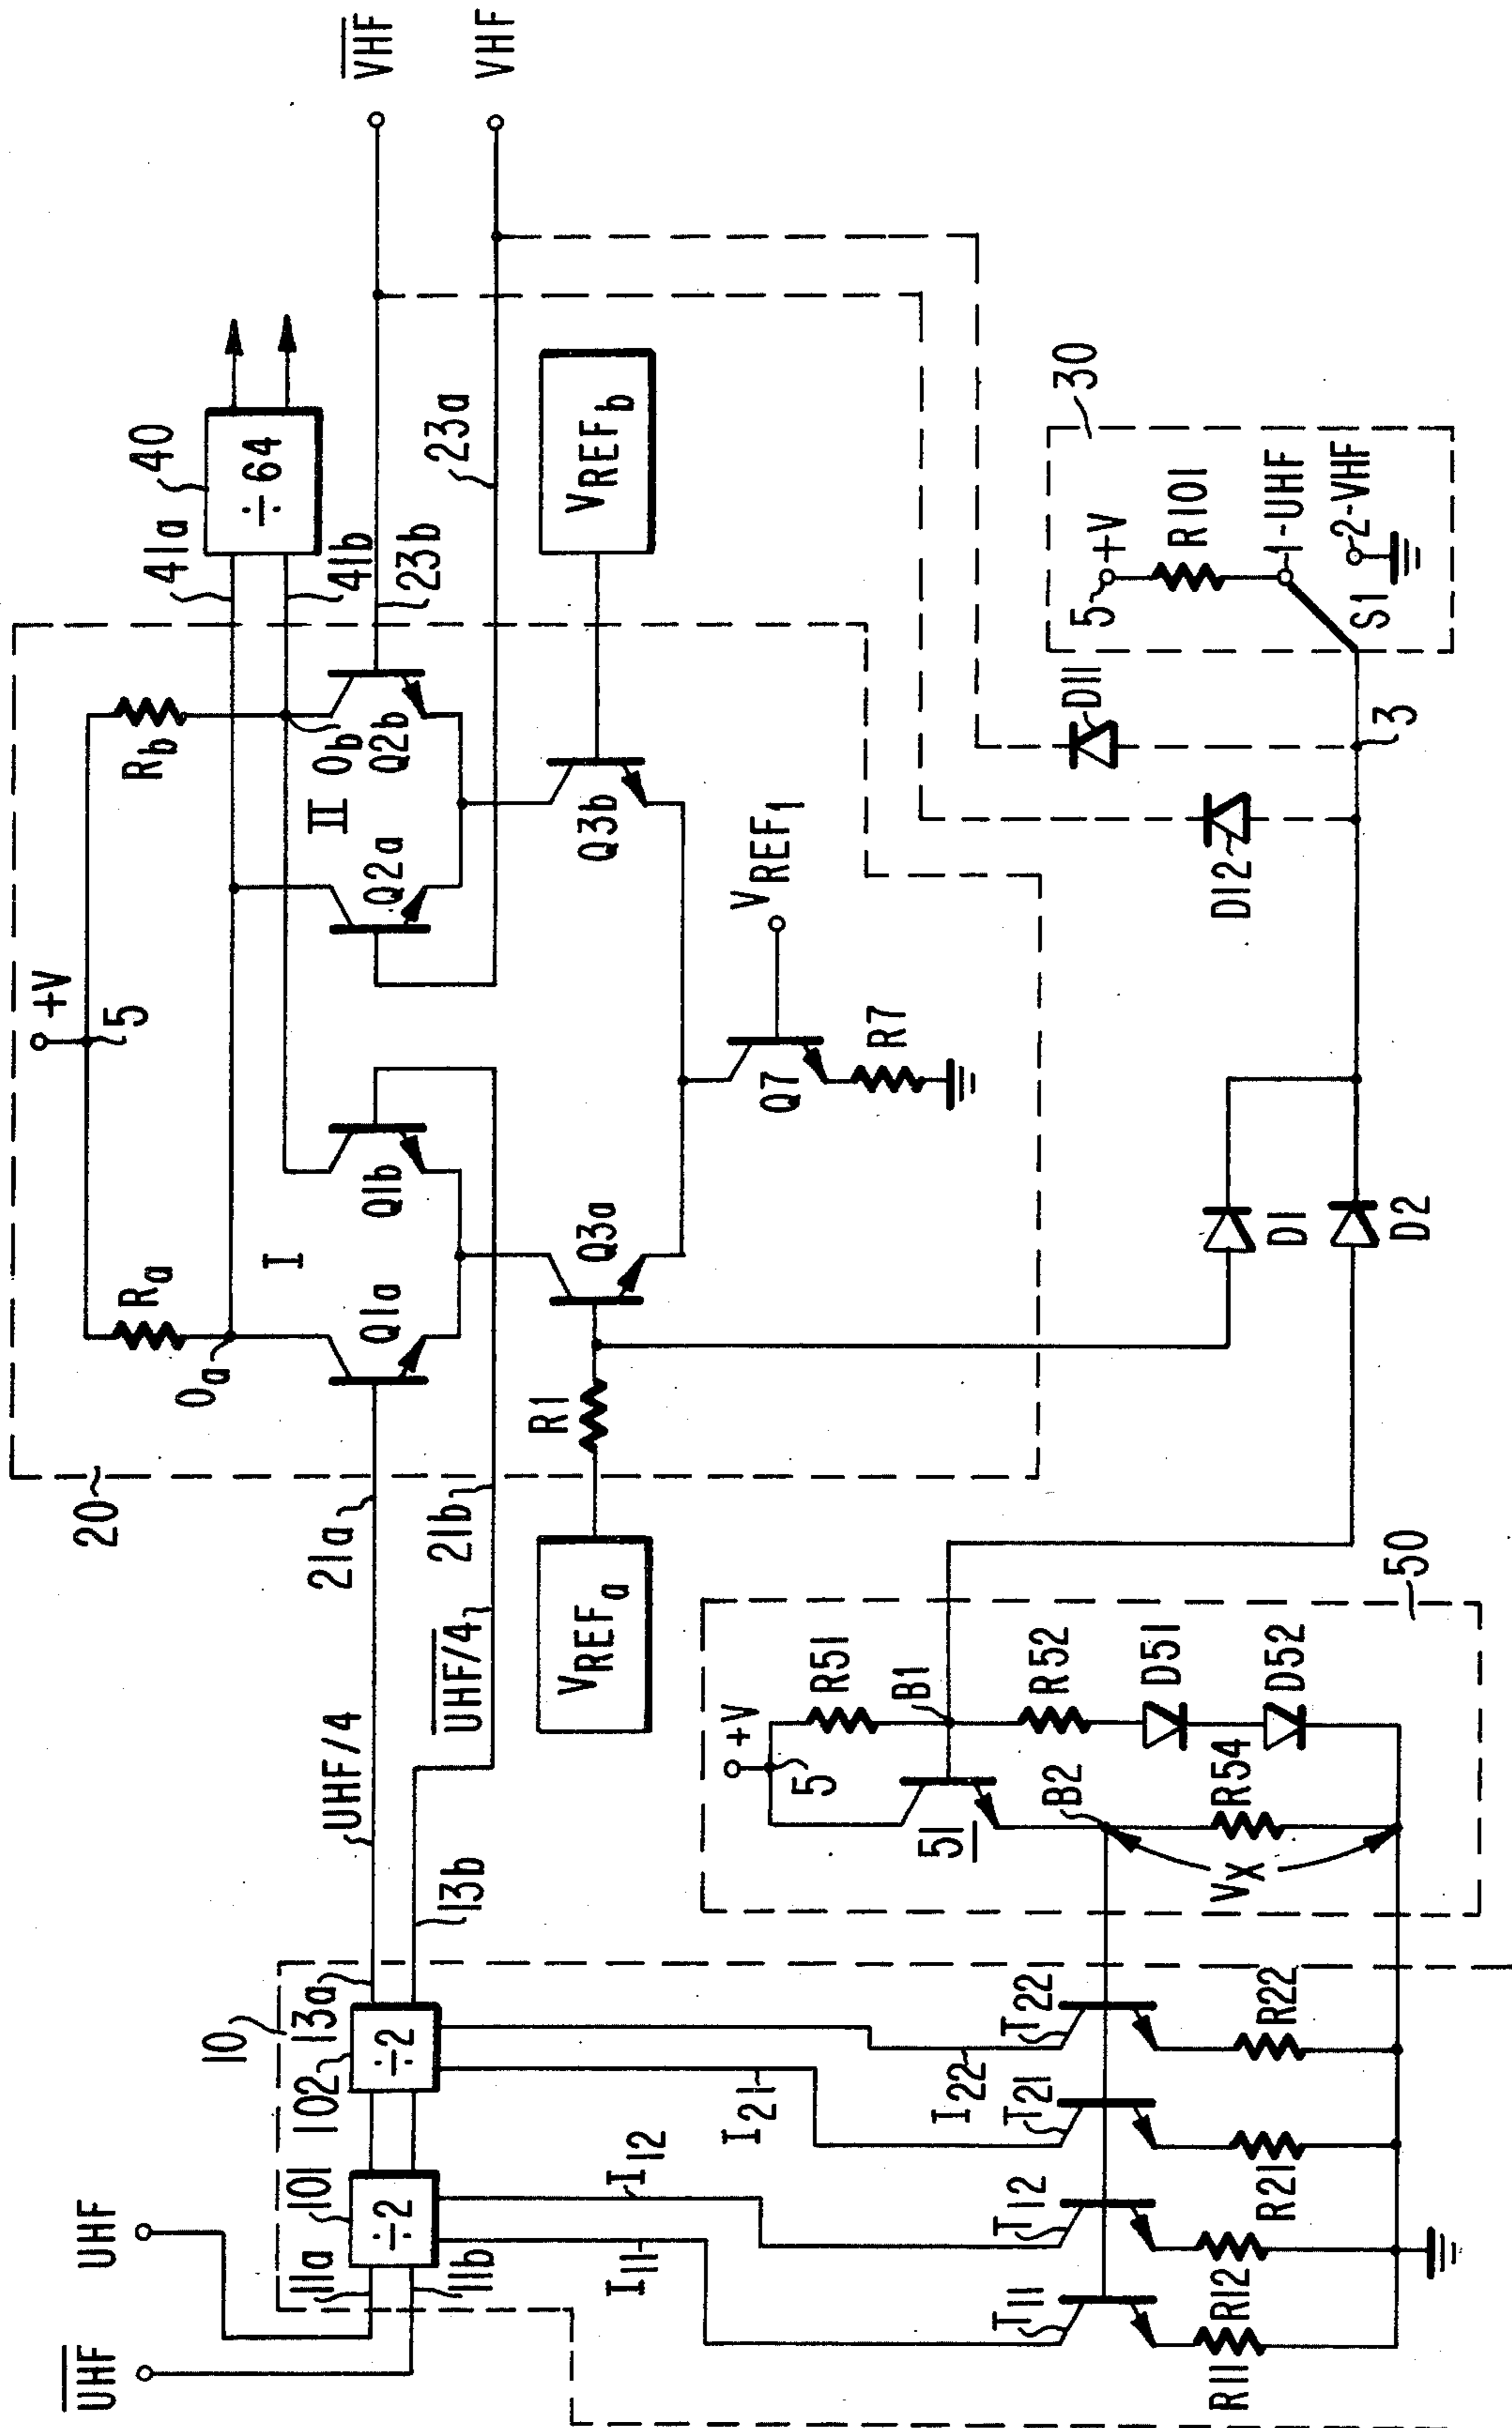 VHF
VHF
40
÷64
41a
41b
23b
23a
20
+V
5
Ra
Rb
Oa
Ob
I
II
Q1a
Q1b
Q2a
Q2b
Q3a
Q3b
R1
VREFa
VREFb
VREF1
Q7
R7
21a
21b
UHF/4
UHF/4
13a
13b
10
102
÷2
101
÷2
11a
11b
UHF
UHF
I11
I12
I21
I22
T11
T12
T21
T22
R11
R12
R21
R22
50
+V
5
R51
B1
51
B2
R52
D51
D52
R54
VX
D1
D2
D11
D12
3
30
+V
5
R101
1-UHF
2-VHF
S1